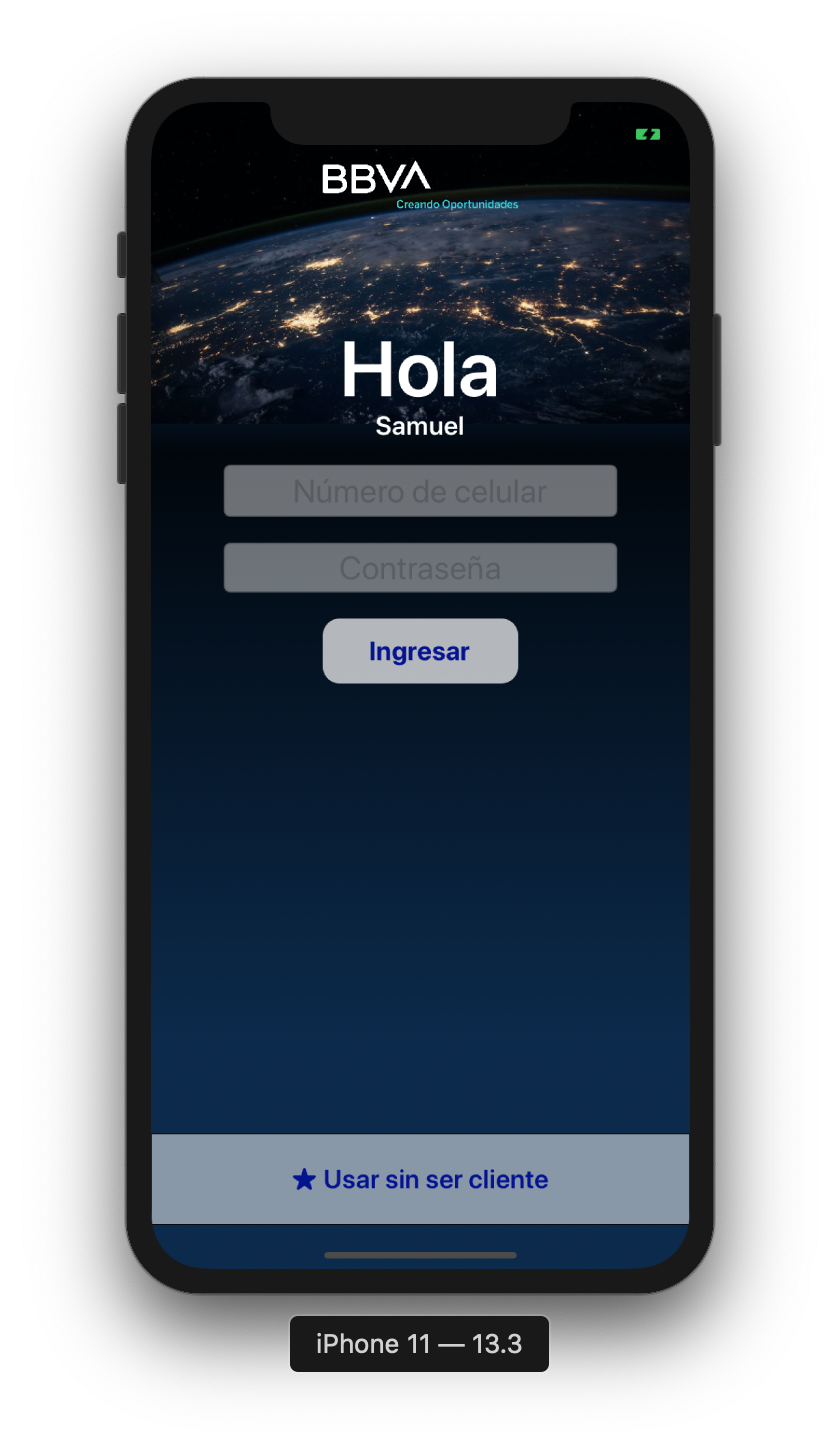 BBVA
Creando Oportunidades
Hola
Samuel
Número de celular
Contraseña
Ingresar
Usar sin ser cliente
iPhone 11 — 13.3